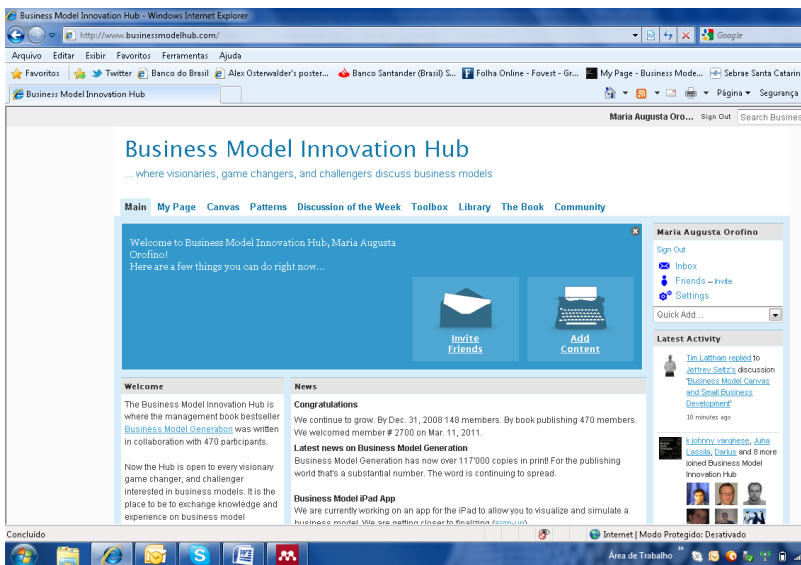 Business Model Innovation Hub - Windows Internet Explorer
http://www.businessmodelhub.com/
Google
Arquivo Editar Exibir Favoritos Ferramentas Ajuda
Favoritos Twitter Banco do Brasil Alex Osterwalder's poster... Banco Santander (Brasil) S... Folha Online - Fovest - Gr... My Page - Business Mode... Sebrae Santa Catarin
Business Model Innovation Hub
Página Segurança
Maria Augusta Oro... Sign Out Search Busines
Business Model Innovation Hub
... where visionaries, game changers, and challengers discuss business models
Main My Page Canvas Patterns Discussion of the Week Toolbox Library The Book Community
Welcome to Business Model Innovation Hub, Maria Augusta
Orofino!
Here are a few things you can do right now...
Invite
Friends
Add
Content
Welcome
The Business Model Innovation Hub is
where the management book bestseller
Business Model Generation was written
in collaboration with 470 participants.
Now the Hub is open to every visionary
game changer, and challenger
interested in business models. It is the
place to be to exchange knowledge and
experience on business model
News
Congratulations
We continue to grow. By Dec. 31, 2008 148 members. By book publishing 470 members.
We welcomed member # 2700 on Mar. 11, 2011.
Latest news on Business Model Generation
Business Model Generation has now over 117'000 copies in print! For the publishing
world that's a substantial number. The word is continuing to spread.
Business Model iPad App
We are currently working on an app for the iPad to allow you to visualize and simulate a
business model. We are getting closer to finalizing (sign-up)
Maria Augusta Orofino
Sign Out
Inbox
Friends – Invite
Settings
Quick Add...
Latest Activity
Tim Lattham replied to
Jeffrey Seltz's discussion
'Business Model Canvas
and Small Business
Development'
10 minutes ago
k johnny varghese, Juha
Lassila, Darius and 8 more
joined Business Model
Innovation Hub
Concluído
Internet | Modo Protegido: Desativado
Área de Trabalho »